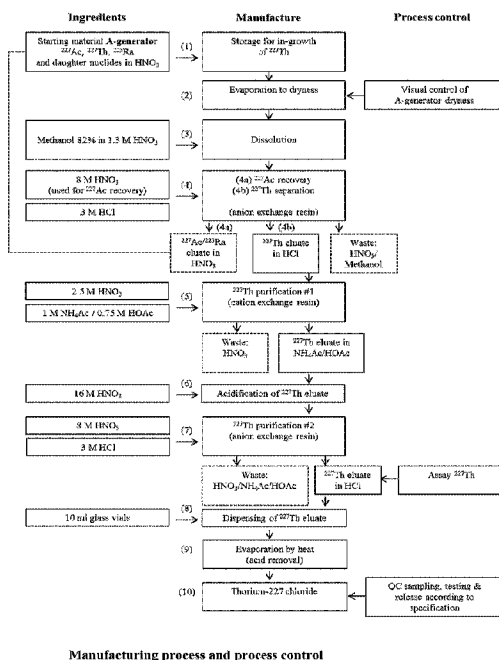 Ingredients
Manufacture
Process control
Starting material A-generator
²²⁷Ac, ²²⁷Th, ²²³Ra
and daughter nuclides in HNO₃
(1)
Storage for in-growth
of ²²⁷Th
(2)
Evaporation to dryness
Visual control of
A-generator dryness
Methanol 82% in 3.3 M HNO₃
(3)
Dissolution
8 M HNO₃
(used for ²²⁷Ac recovery)
3 M HCl
(4)
(4a) ²²⁷Ac recovery
(4b) ²²⁷Th separation
(anion exchange resin)
(4a)
(4b)
²²⁷Ac/²²³Ra
eluate in
HNO₃
²²⁷Th eluate
in HCl
Waste:
HNO₃/
Methanol
2.5 M HNO₃
1 M NH₄Ac / 0.75 M HOAc
(5)
²²⁷Th purification #1
(cation exchange resin)
Waste:
HNO₃
²²⁷Th eluate in
NH₄Ac/HOAc
16 M HNO₃
(6)
Acidification of ²²⁷Th eluate
8 M HNO₃
3 M HCl
(7)
²²⁷Th purification #2
(anion exchange resin)
Waste:
HNO₃/NH₄Ac/HOAc
²²⁷Th eluate
in HCl
Assay ²²⁷Th
10 ml glass vials
(8)
Dispensing of ²²⁷Th eluate
(9)
Evaporation by heat
(acid removal)
(10)
Thorium-227 chloride
QC sampling, testing &
release according to
specification
Manufacturing process and process control